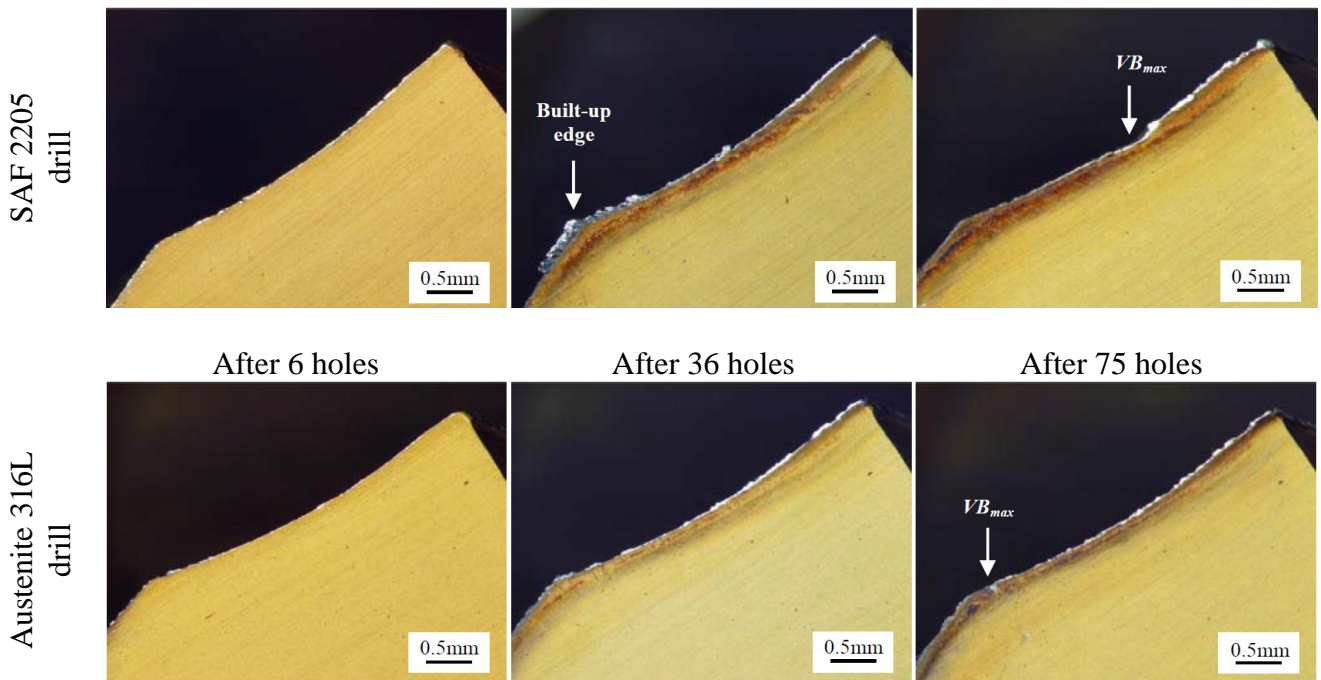 SAF 2205
drill
Built-up
edge
VBmax
0.5mm
0.5mm
0.5mm
After 6 holes
After 36 holes
After 75 holes
Austenite 316L
drill
VBmax
0.5mm
0.5mm
0.5mm